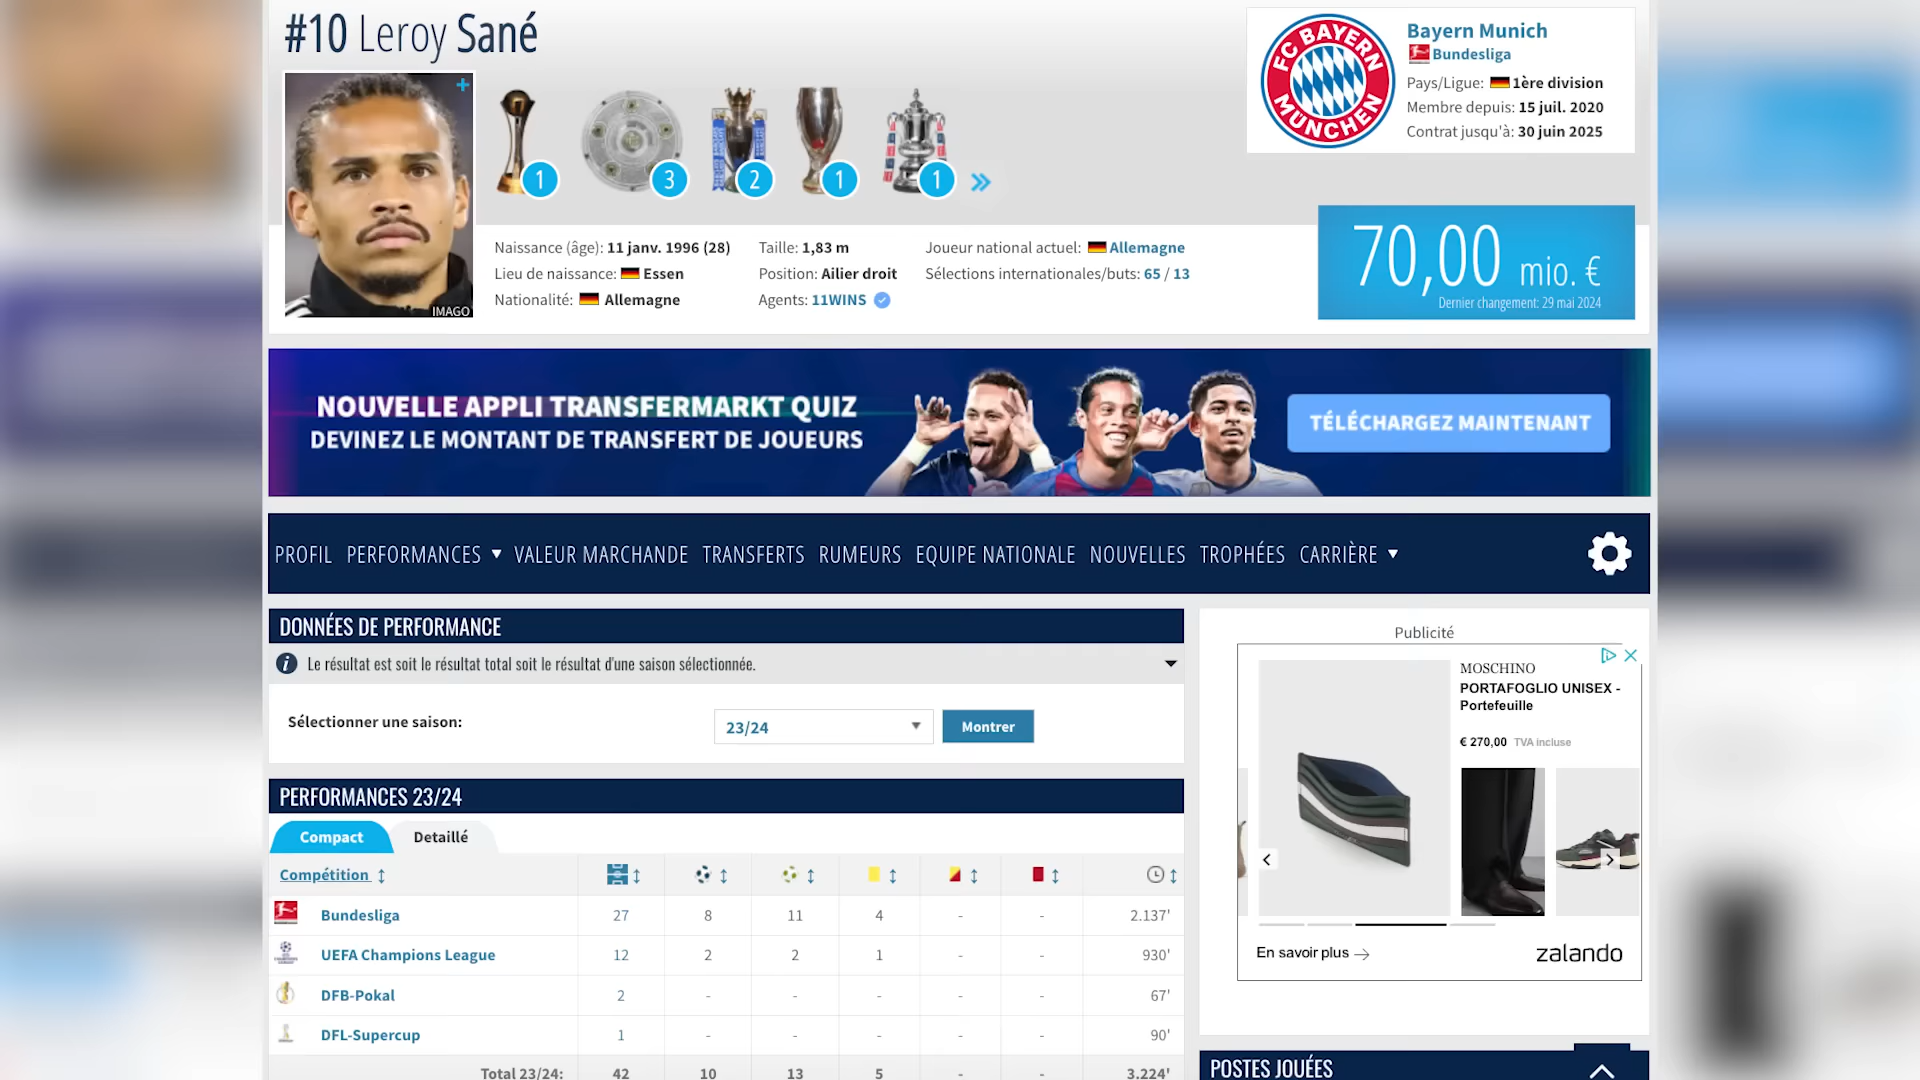 #10 Leroy Sané
IMAGO
1
3
2
1
1
FC BAYERN
MÜNCHEN
Bayern Munich
Bundesliga
Pays/Ligue: 1ère division
Membre depuis: 15 juil. 2020
Contrat jusqu'à: 30 juin 2025
Naissance (âge): 11 janv. 1996 (28)
Lieu de naissance: Essen
Nationalité: Allemagne
Taille: 1,83 m
Position: Ailier droit
Agents: 11WINS
Joueur national actuel: Allemagne
Sélections internationales/buts: 65 / 13
70,00 mio. €
Dernier changement: 29 mai 2024
NOUVELLE APPLI TRANSFERMARKT QUIZ
DEVINEZ LE MONTANT DE TRANSFERT DE JOUEURS
TÉLÉCHARGEZ MAINTENANT
PROFIL PERFORMANCES VALEUR MARCHANDE TRANSFERTS RUMEURS EQUIPE NATIONALE NOUVELLES TROPHÉES CARRIÈRE
DONNÉES DE PERFORMANCE
Le résultat est soit le résultat total soit le résultat d'une saison sélectionnée.
Sélectionner une saison: 23/24 Montrer
PERFORMANCES 23/24
Compact Detaillé
Compétition
Bundesliga 27 8 11 4 - - 2.137'
UEFA Champions League 12 2 2 1 - - 930'
DFB-Pokal 2 - - - - - 67'
DFL-Supercup 1 - - - - - 90'
Total 23/24: 42 10 13 5 - - 3.224'
Publicité
MOSCHINO
PORTAFOGLIO UNISEX -
Portefeuille
€ 270,00 TVA incluse
En savoir plus
zalando
POSTES JOUÉES